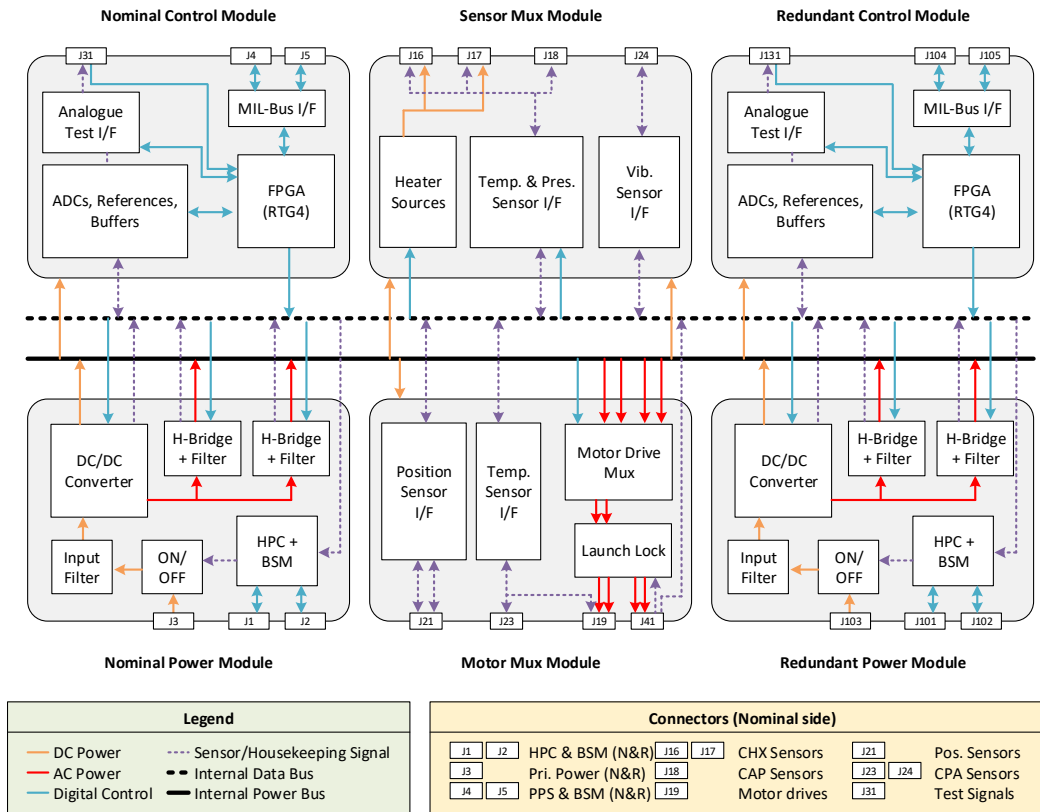 Nominal Control Module
Sensor Mux Module
Redundant Control Module
J31
J4
J5
J16
J17
J18
J24
J131
J104
J105
Analogue
Test I/F
MIL-Bus I/F
ADCs, References,
Buffers
FPGA
(RTG4)
Heater
Sources
Temp. & Pres.
Sensor I/F
Vib.
Sensor
I/F
Analogue
Test I/F
MIL-Bus I/F
ADCs, References,
Buffers
FPGA
(RTG4)
DC/DC
Converter
H-Bridge
+ Filter
H-Bridge
+ Filter
Input
Filter
ON/
OFF
HPC +
BSM
J3
J1
J2
Position
Sensor
I/F
Temp.
Sensor
I/F
Motor Drive
Mux
Launch Lock
J21
J23
J19
J41
DC/DC
Converter
H-Bridge
+ Filter
H-Bridge
+ Filter
Input
Filter
ON/
OFF
HPC +
BSM
J103
J101
J102
Nominal Power Module
Motor Mux Module
Redundant Power Module
Legend
DC Power
AC Power
Digital Control
Sensor/Housekeeping Signal
Internal Data Bus
Internal Power Bus
Connectors (Nominal side)
J1 J2 HPC & BSM (N&R)
J3 Pri. Power (N&R)
J4 J5 PPS & BSM (N&R)
J16 J17 CHX Sensors
J18 CAP Sensors
J19 Motor drives
J21 Pos. Sensors
J23 J24 CPA Sensors
J31 Test Signals